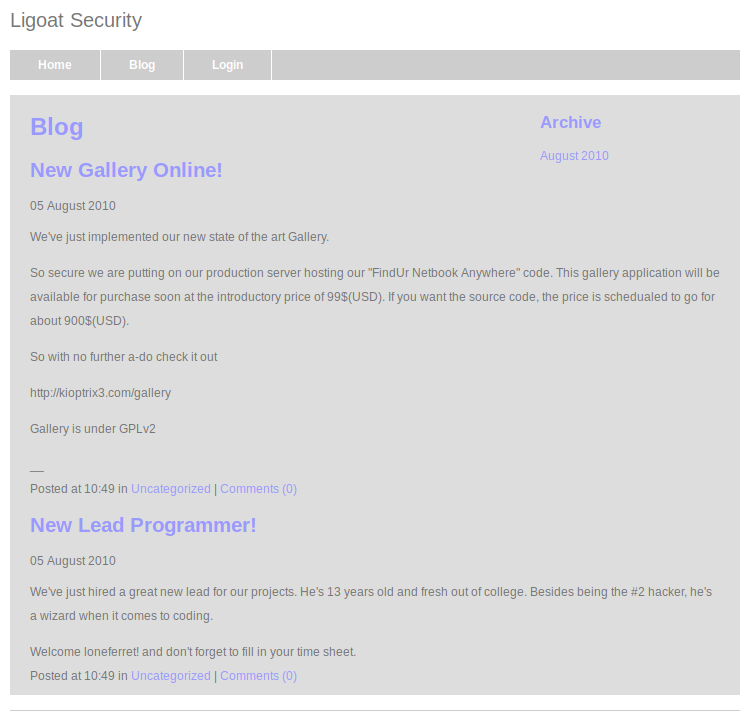 Ligoat Security
Home Blog Login
Blog
New Gallery Online!
05 August 2010
We've just implemented our new state of the art Gallery.
So secure we are putting on our production server hosting our "FindUr Netbook Anywhere" code. This gallery application will be
available for purchase soon at the introductory price of 99$(USD). If you want the source code, the price is schedualed to go for
about 900$(USD).
So with no further a-do check it out
http://kioptrix3.com/gallery
Gallery is under GPLv2
__
Posted at 10:49 in Uncategorized | Comments (0)
New Lead Programmer!
05 August 2010
We've just hired a great new lead for our projects. He's 13 years old and fresh out of college. Besides being the #2 hacker, he's
a wizard when it comes to coding.
Welcome loneferret! and don't forget to fill in your time sheet.
Posted at 10:49 in Uncategorized | Comments (0)
Archive
August 2010